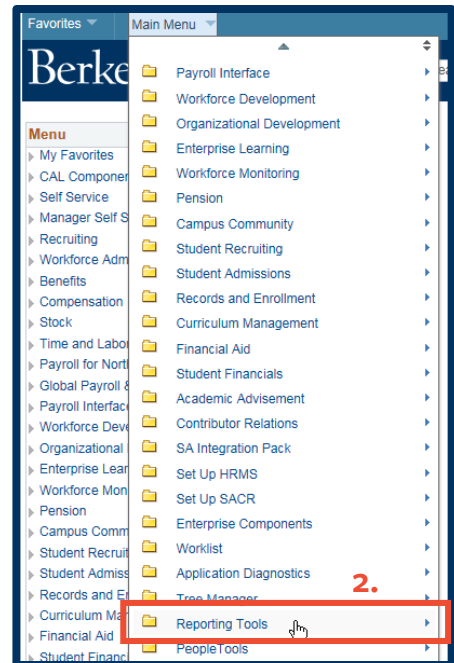 Favorites
Main Menu
Berke
Menu
My Favorites
CAL Componen
Self Service
Manager Self S
Recruiting
Workforce Adm
Benefits
Compensation
Stock
Time and Labor
Payroll for North
Global Payroll &
Payroll Interface
Workforce Deve
Organizational
Enterprise Lear
Workforce Mon
Pension
Campus Comm
Student Recruit
Student Admiss
Records and En
Curriculum Man
Financial Aid
Student Financ
Payroll Interface
Workforce Development
Organizational Development
Enterprise Learning
Workforce Monitoring
Pension
Campus Community
Student Recruiting
Student Admissions
Records and Enrollment
Curriculum Management
Financial Aid
Student Financials
Academic Advisement
Contributor Relations
SA Integration Pack
Set Up HRMS
Set Up SACR
Enterprise Components
Worklist
Application Diagnostics
Tree Manager
2.
Reporting Tools
PeopleTools